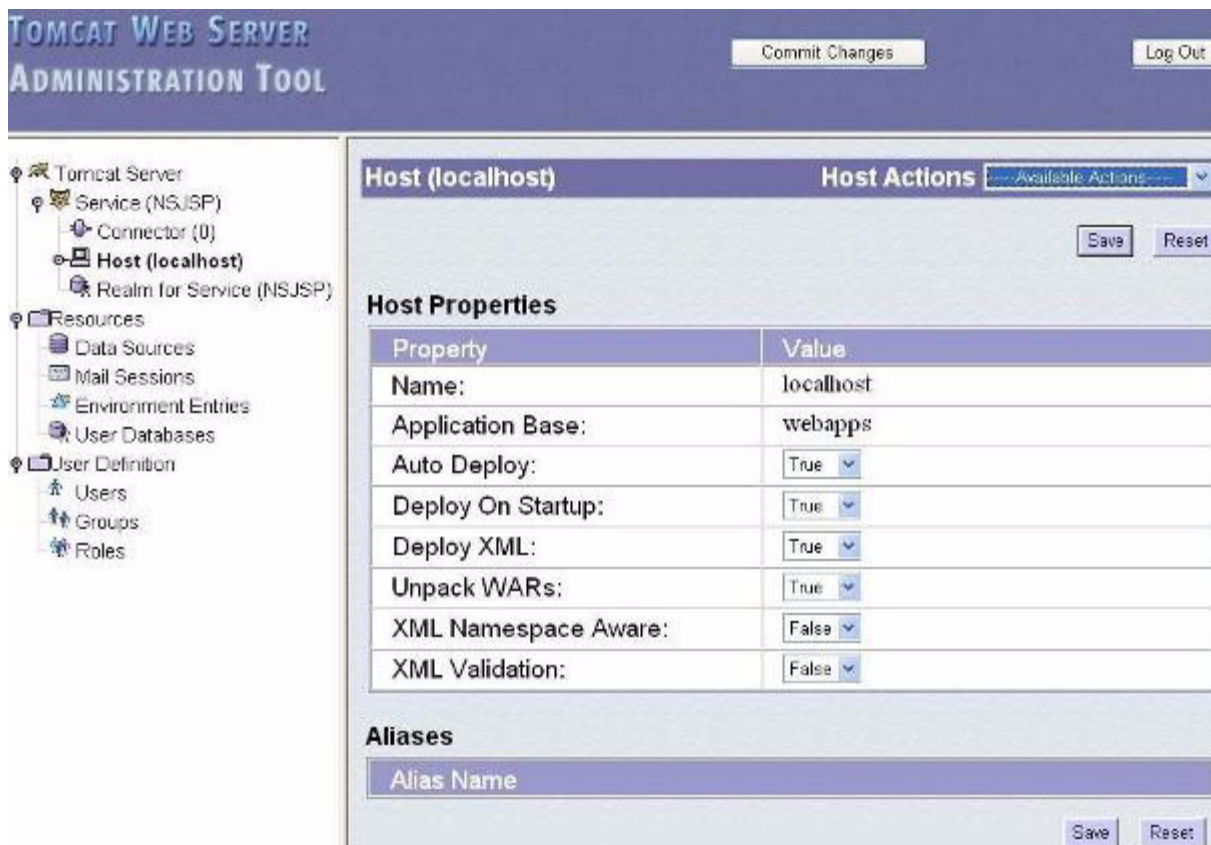 TOMCAT WEB SERVER
ADMINISTRATION TOOL
Commit Changes
Log Out
Tomcat Server
Service (NSJSP)
Connector (0)
Host (localhost)
Realm for Service (NSJSP)
Resources
Data Sources
Mail Sessions
Environment Entries
User Databases
User Definition
Users
Groups
Roles
Host (localhost)
Host Actions ----Available Actions----
Save Reset
Host Properties
Property Value
Name: localhost
Application Base: webapps
Auto Deploy: True
Deploy On Startup: True
Deploy XML: True
Unpack WARs: True
XML Namespace Aware: False
XML Validation: False
Aliases
Alias Name
Save Reset